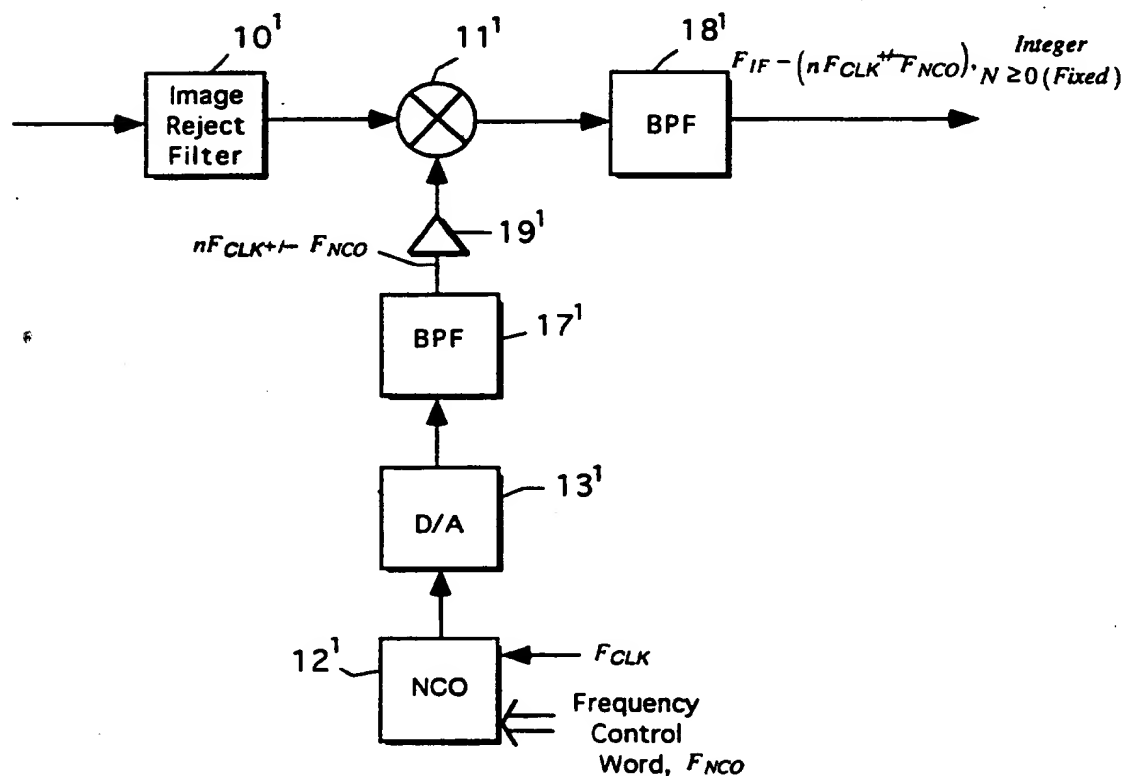 10¹
Image
Reject
Filter
11¹
18¹
BPF
F_IF - (nF_CLK +/- F_NCO), Integer
N ≥ 0 (Fixed)
19¹
nF_CLK +/- F_NCO
BPF
17¹
D/A
13¹
12¹
NCO
F_CLK
Frequency
Control
Word, F_NCO